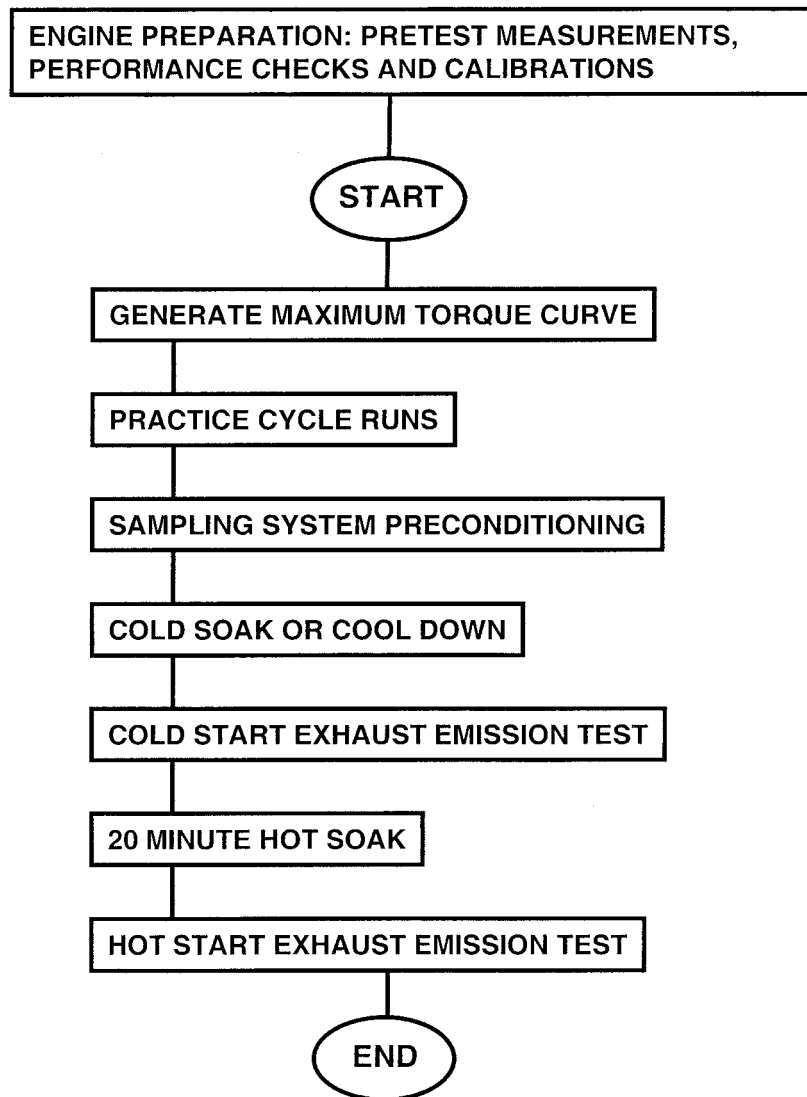 ENGINE PREPARATION: PRETEST MEASUREMENTS,
PERFORMANCE CHECKS AND CALIBRATIONS
START
GENERATE MAXIMUM TORQUE CURVE
PRACTICE CYCLE RUNS
SAMPLING SYSTEM PRECONDITIONING
COLD SOAK OR COOL DOWN
COLD START EXHAUST EMISSION TEST
20 MINUTE HOT SOAK
HOT START EXHAUST EMISSION TEST
END